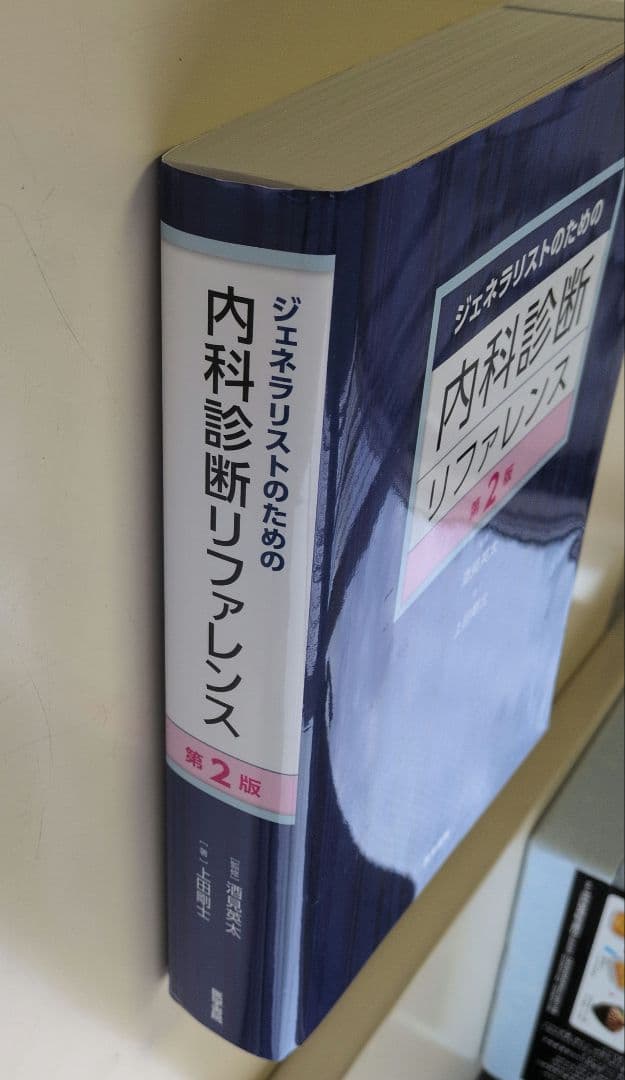 ジェネラリストのための
内科診断リファレンス
第2版
[監修] 酒見英太
[著] 上田剛士
医学書院
ジェネラリストのための
内科診断
リファレンス
第2版